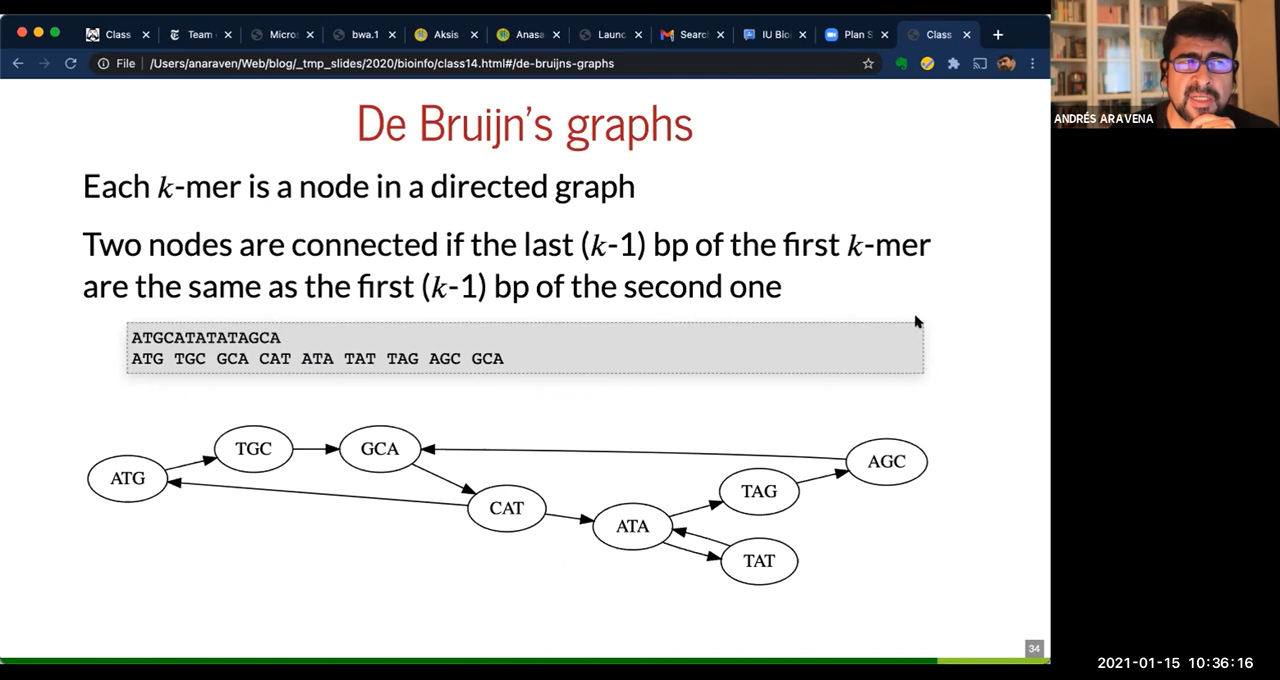 Class
Team
Micro
bwa.1
Aksis
Anasa
Launc
Searc
IU Bio
Plan S
Class
File /Users/anaraven/Web/blog/_tmp_slides/2020/bioinfo/class14.html#/de-bruijns-graphs
ANDRÉS ARAVENA
De Bruijn's graphs
Each k-mer is a node in a directed graph
Two nodes are connected if the last (k-1) bp of the first k-mer
are the same as the first (k-1) bp of the second one
ATGCATATATAGCA
ATG TGC GCA CAT ATA TAT TAG AGC GCA
TGC
GCA
AGC
ATG
TAG
CAT
ATA
TAT
34
2021-01-15 10:36:16